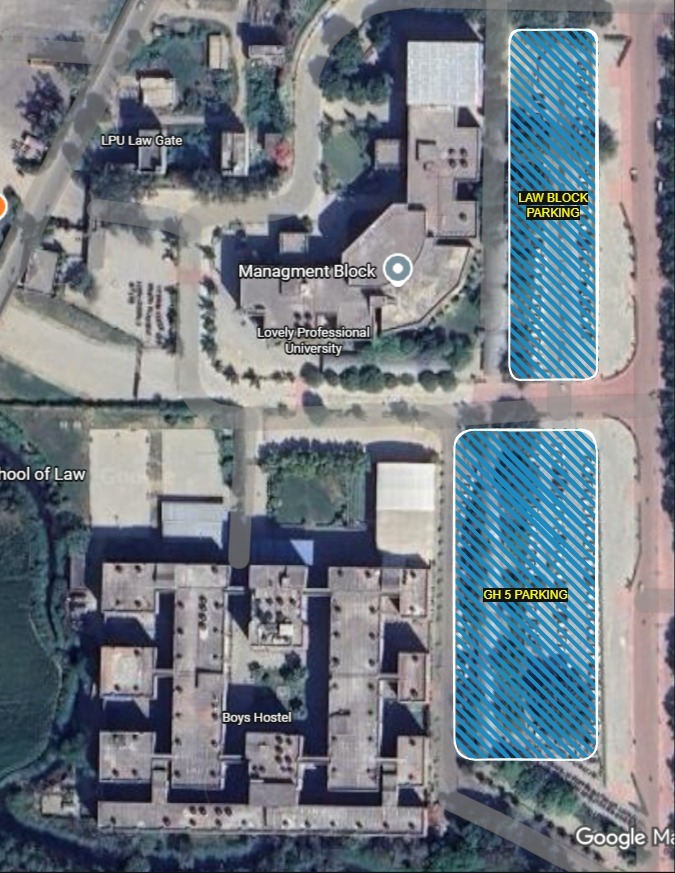 LPU Law Gate
LAW BLOCK
PARKING
Managment Block
Lovely Professional
University
hool of Law
GH 5 PARKING
Boys Hostel
Google Ma